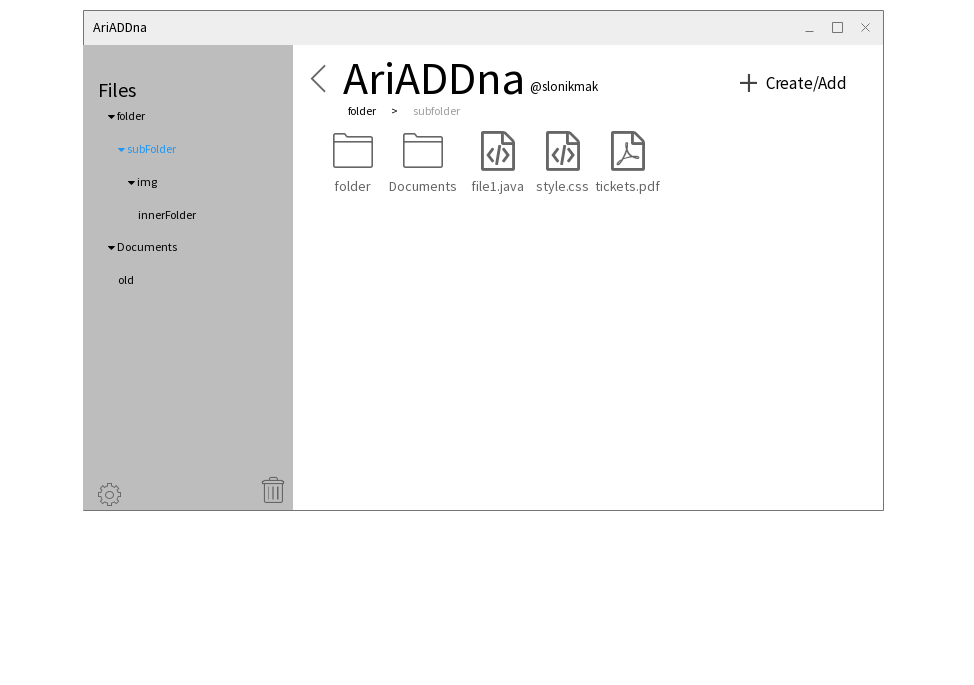 AriADDna
Files
folder
subFolder
img
innerFolder
Documents
old
AriADDna @slonikmak
Create/Add
folder > subfolder
folder Documents file1.java style.css tickets.pdf